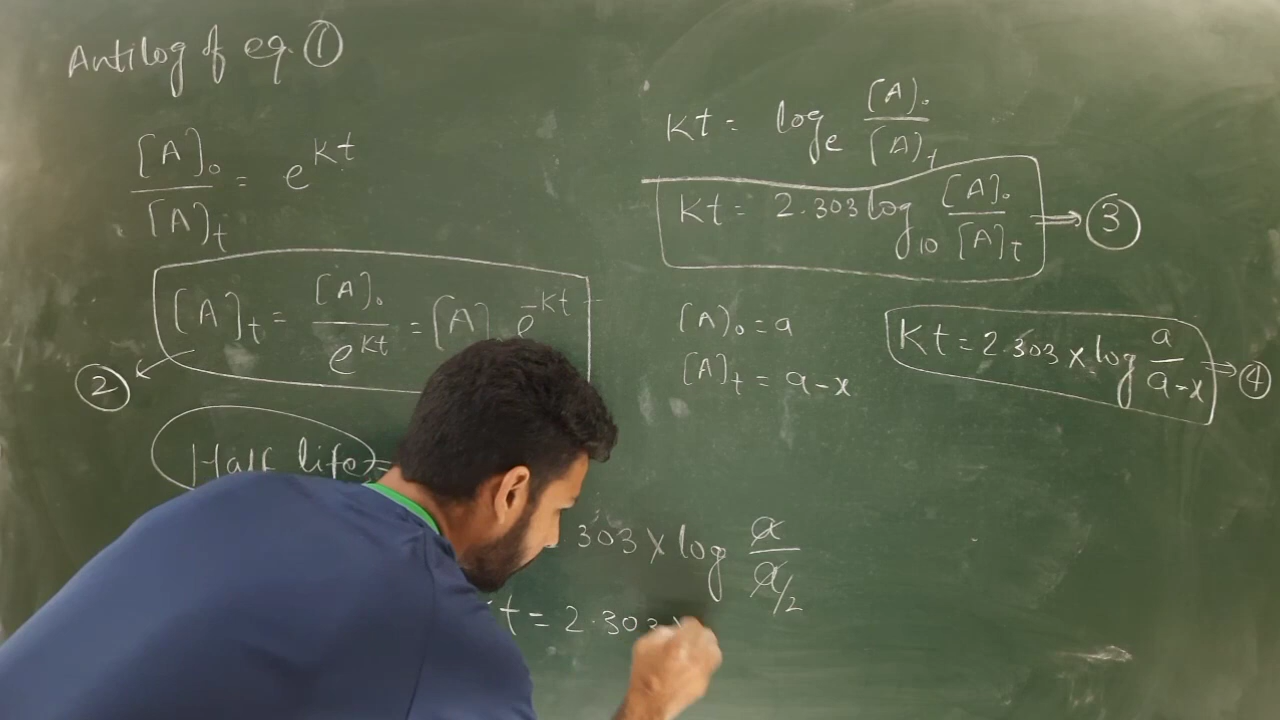 Antilog of eq. ①
[A]₀/[A]t = e^Kt
[A]t = [A]₀/e^Kt = [A] e^-Kt
②
Half life
Kt = logₑ [A]₀/[A]t
Kt = 2.303 log₁₀ [A]₀/[A]t ⇒ ③
[A]₀ = a
[A]t = a-x
Kt = 2.303 × log a/a-x ⇒ ④
303 × log a/a/2
t = 2.303 ×